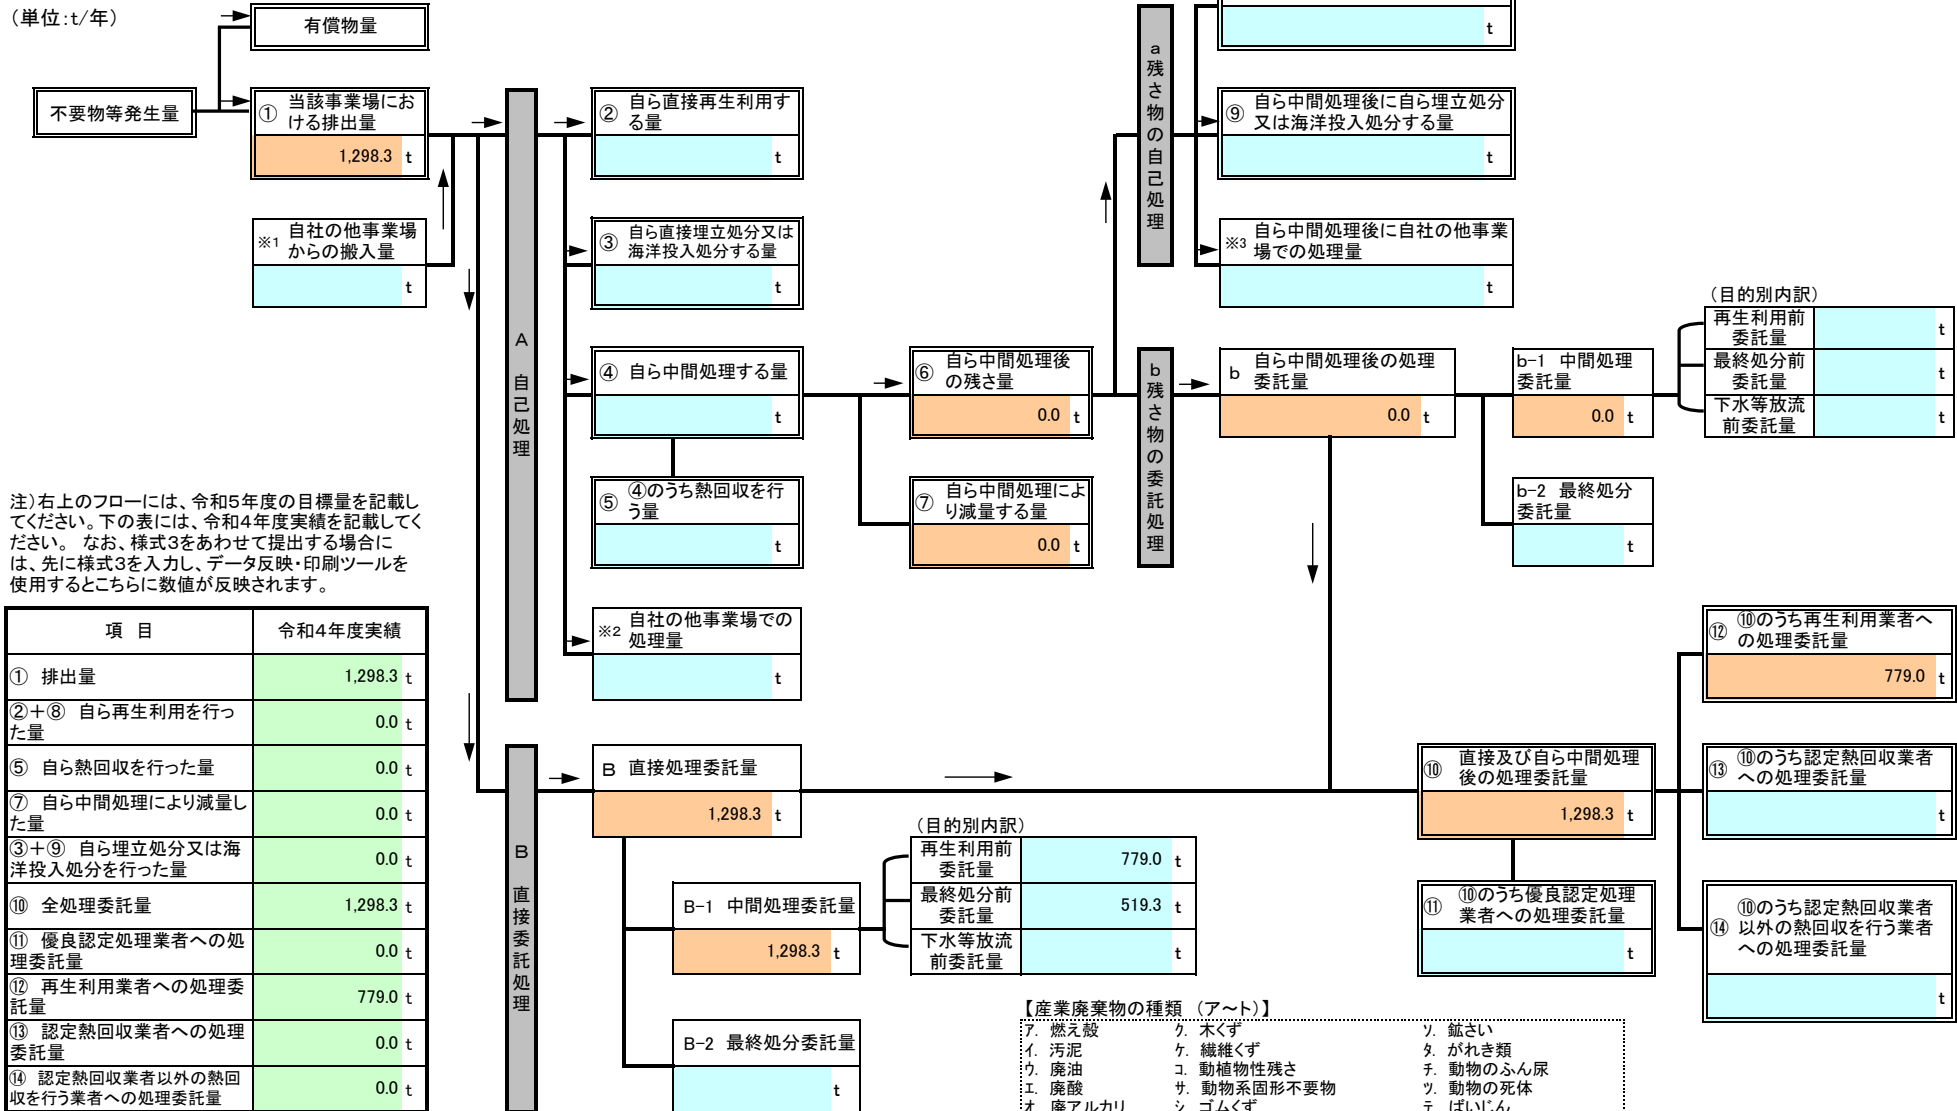 （単位:t/年）
有償物量
不要物等発生量
① 当該事業場にお
ける排出量
1,298.3 t
※1 自社の他事業場
からの搬入量
t
A 自己処理
② 自ら直接再生利用す
る量
t
③ 自ら直接埋立処分又は
海洋投入処分する量
t
④ 自ら中間処理する量
t
⑤ ④のうち熱回収を行
う量
t
※2 自社の他事業場での
処理量
t
⑥ 自ら中間処理後
の残さ量
0.0 t
⑦ 自ら中間処理によ
り減量する量
0.0 t
a残さ物の自己処理
t
⑨ 自ら中間処理後に自ら埋立処分
又は海洋投入処分する量
t
※3 自ら中間処理後に自社の他事業
場での処理量
t
b残さ物の委託処理
b 自ら中間処理後の処理
委託量
0.0 t
b-1 中間処理
委託量
0.0 t
b-2 最終処分
委託量
t
（目的別内訳）
再生利用前
委託量
t
最終処分前
委託量
t
下水等放流
前委託量
t
注）右上のフローには、令和5年度の目標量を記載し
てください。下の表には、令和4年度実績を記載してく
ださい。 なお、様式3をあわせて提出する場合に
は、先に様式3を入力し、データ反映・印刷ツールを
使用するとこちらに数値が反映されます。
項 目 令和4年度実績
① 排出量 1,298.3 t
②＋⑧ 自ら再生利用を行っ
た量 0.0 t
⑤ 自ら熱回収を行った量 0.0 t
⑦ 自ら中間処理により減量し
た量 0.0 t
③＋⑨ 自ら埋立処分又は海
洋投入処分を行った量 0.0 t
⑩ 全処理委託量 1,298.3 t
⑪ 優良認定処理業者への処
理委託量 0.0 t
⑫ 再生利用業者への処理委
託量 779.0 t
⑬ 認定熱回収業者への処理
委託量 0.0 t
⑭ 認定熱回収業者以外の熱回
収を行う業者への処理委託量 0.0 t
B 直接委託処理
B 直接処理委託量
1,298.3 t
B-1 中間処理委託量
1,298.3 t
B-2 最終処分委託量
t
（目的別内訳）
再生利用前
委託量
779.0 t
最終処分前
委託量
519.3 t
下水等放流
前委託量
t
⑩ 直接及び自ら中間処理
後の処理委託量
1,298.3 t
⑪ ⑩のうち優良認定処理
業者への処理委託量
t
⑫ ⑩のうち再生利用業者へ
の処理委託量
779.0 t
⑬ ⑩のうち認定熱回収業者
への処理委託量
t
⑭ ⑩のうち認定熱回収業者
以外の熱回収を行う業者
への処理委託量
t
【産業廃棄物の種類 （ア～ト）】
ア. 燃え殻 ク. 木くず ソ. 鉱さい
イ. 汚泥 ケ. 繊維くず タ. がれき類
ウ. 廃油 コ. 動植物性残さ チ. 動物のふん尿
エ. 廃酸 サ. 動物系固形不要物 ツ. 動物の死体
オ. 廃アルカリ シ. ゴムくず テ. ばいじん